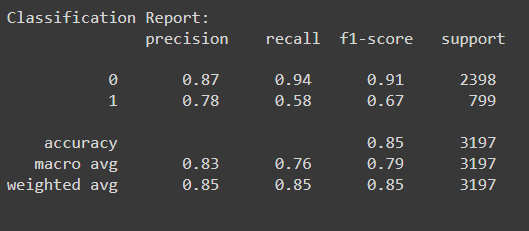 Classification Report:
precision recall f1-score support
0 0.87 0.94 0.91 2398
1 0.78 0.58 0.67 799
accuracy 0.85 3197
macro avg 0.83 0.76 0.79 3197
weighted avg 0.85 0.85 0.85 3197